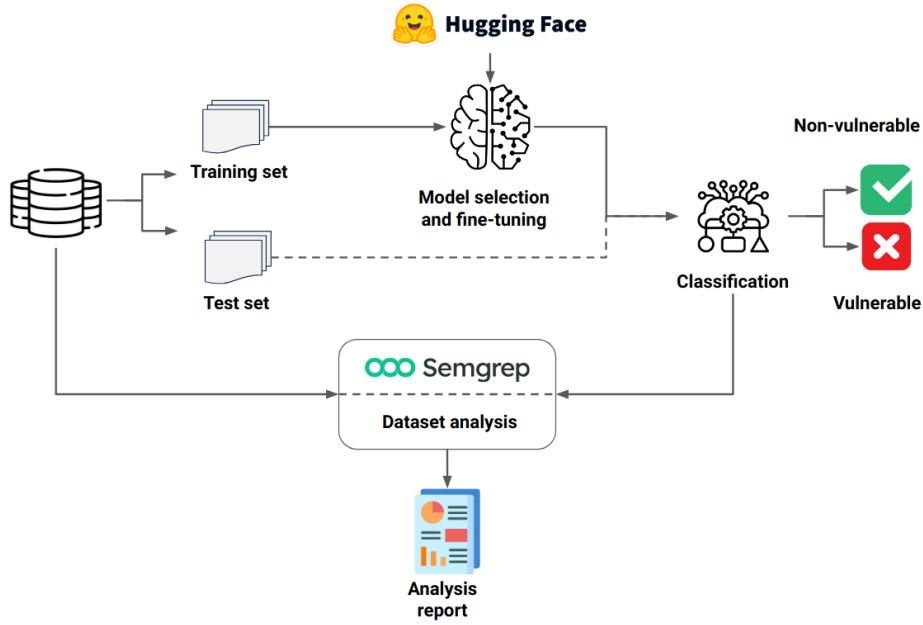 Hugging Face
Non-vulnerable
Training set
Model selection
and fine-tuning
Test set
Classification
Vulnerable
Semgrep
Dataset analysis
Analysis
report